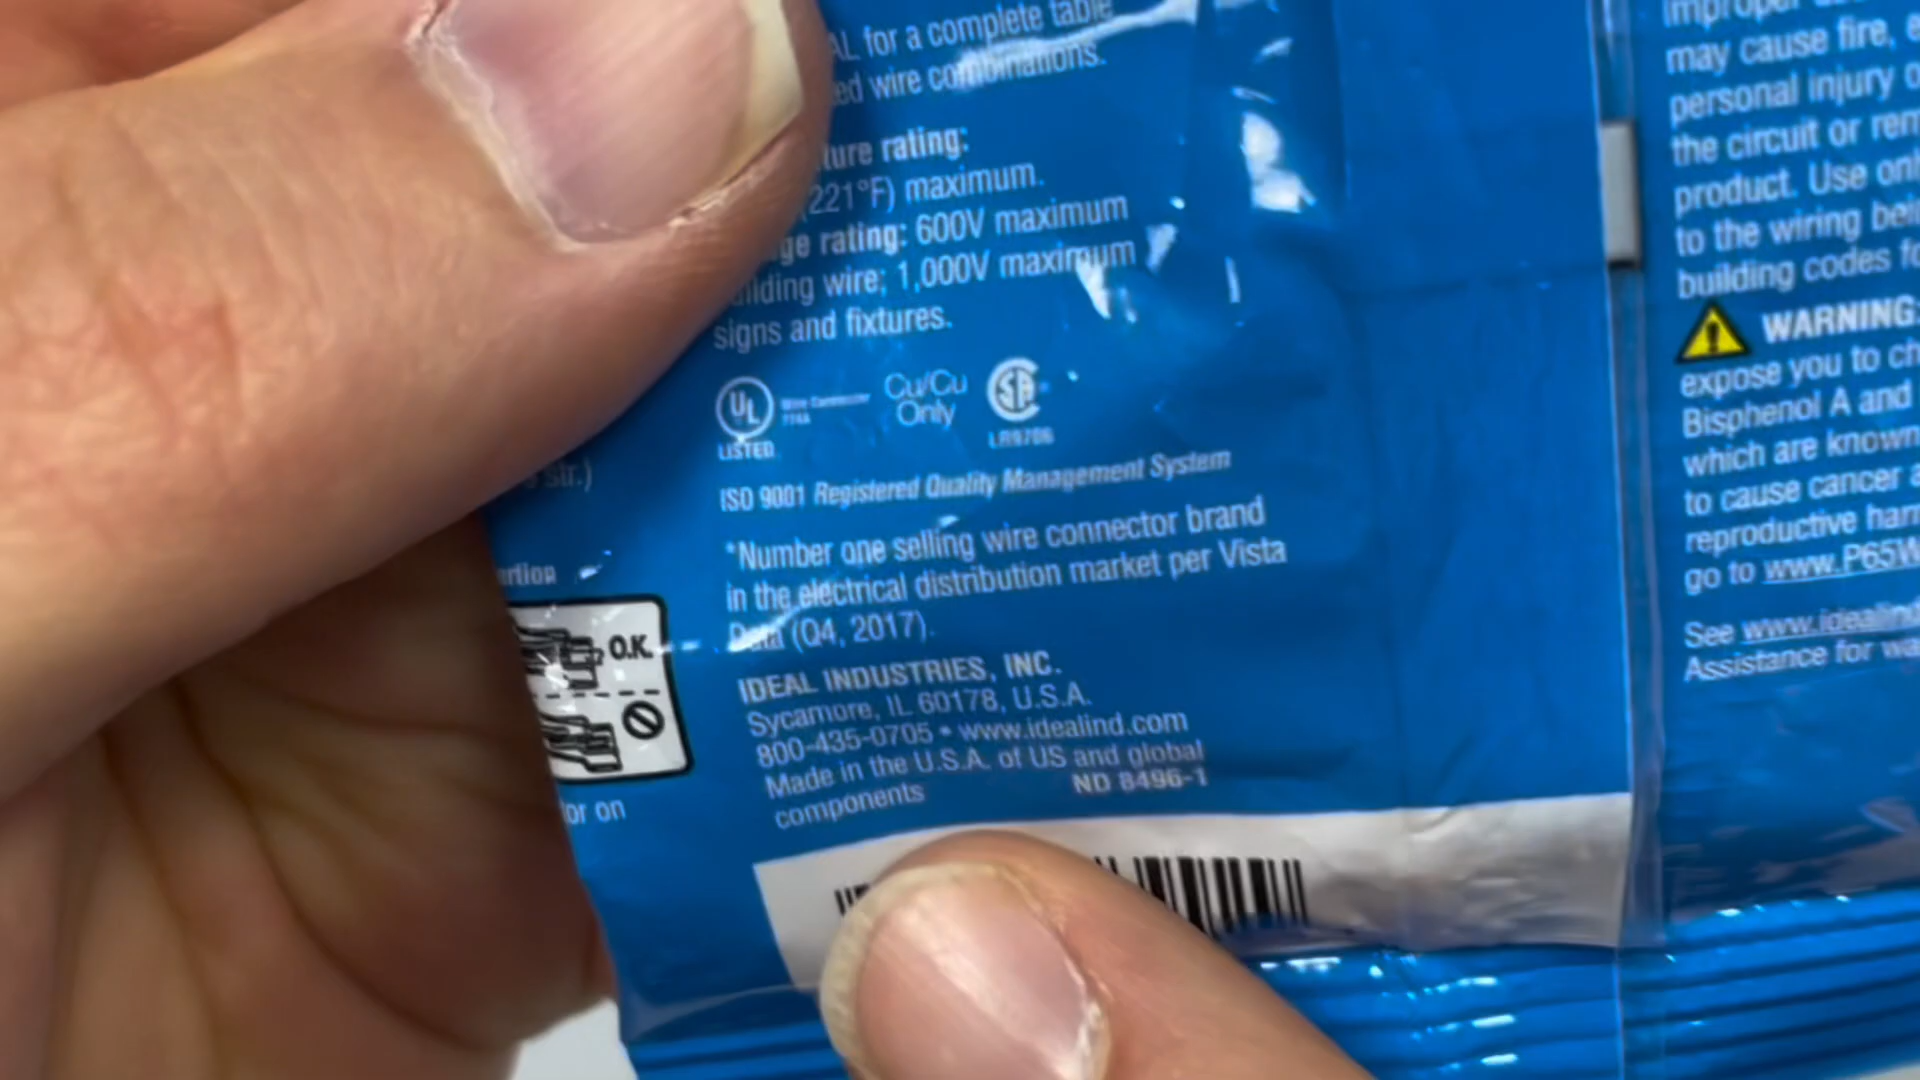 AL for a complete table
ed wire combinations.
ture rating:
(221°F) maximum.
ge rating: 600V maximum
ilding wire; 1,000V maximum
signs and fixtures.
UL
LISTED
Wire Connector
774A
Cu/Cu
Only
LR9706
ISO 9001 Registered Quality Management System
*Number one selling wire connector brand
in the electrical distribution market per Vista
Data (Q4, 2017).
IDEAL INDUSTRIES, INC.
Sycamore, IL 60178, U.S.A.
800-435-0705 • www.idealind.com
Made in the U.S.A. of US and global
components
ND 8496-1
str.)
ertion
O.K.
or on
may cause fire, e
personal injury o
the circuit or rem
product. Use onl
to the wiring bei
building codes fo
WARNING:
expose you to ch
Bisphenol A and
which are known
to cause cancer a
reproductive harm
go to www.P65W
See www.idealind
Assistance for wa